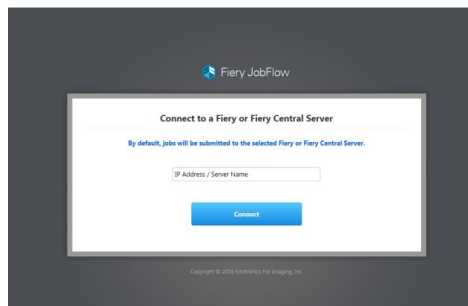 Fiery JobFlow
Connect to a Fiery or Fiery Central Server
By default, jobs will be submitted to the selected Fiery or Fiery Central Server.
IP Address / Server Name
Connect
Copyright © 2016 Electronics For Imaging, Inc.